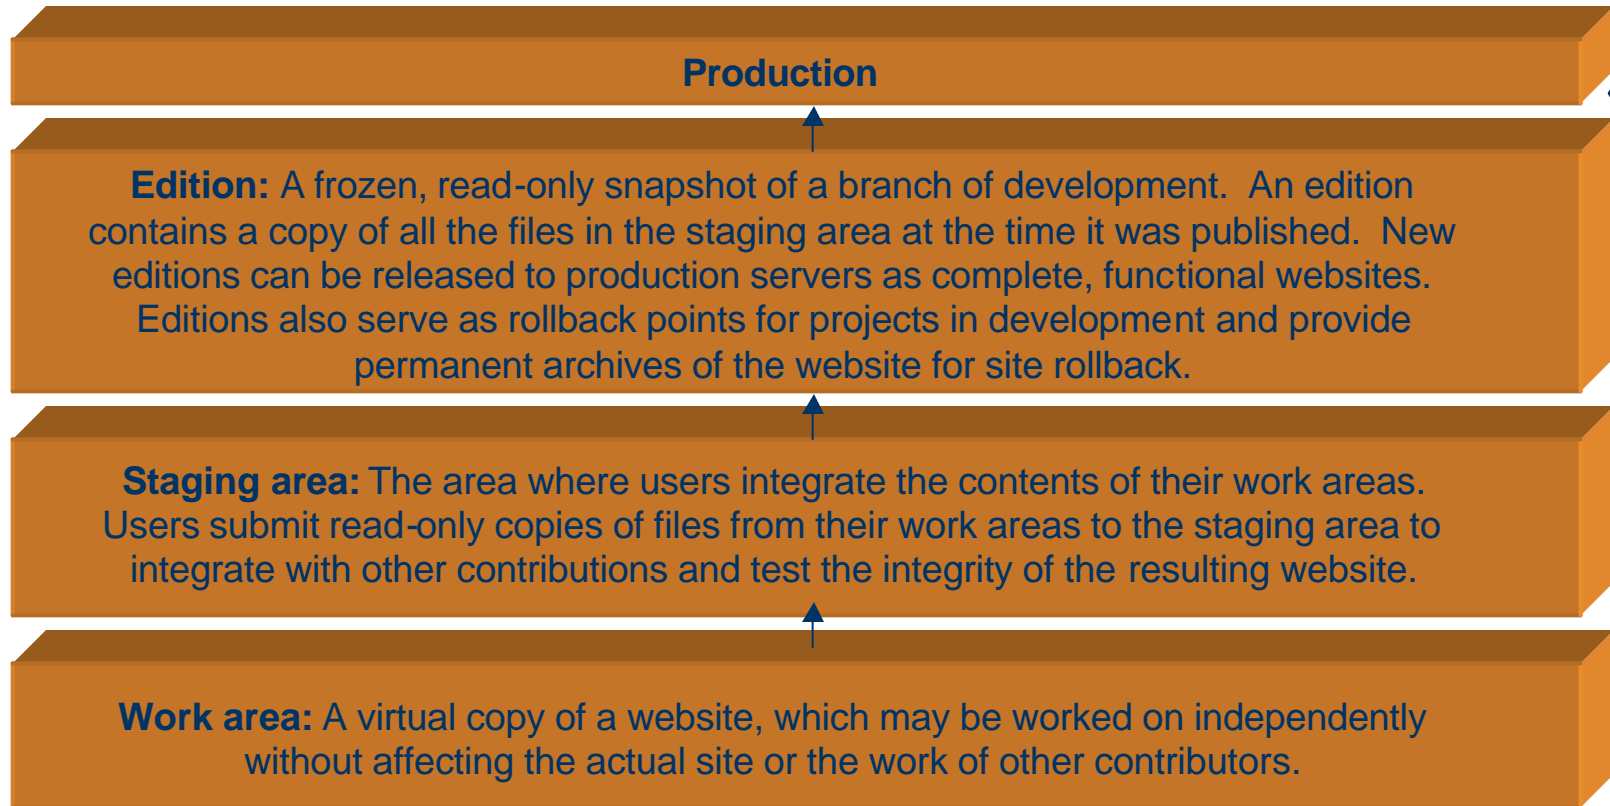 Production
Edition: A frozen, read-only snapshot of a branch of development.  An edition
contains a copy of all the files in the staging area at the time it was published.  New
editions can be released to production servers as complete, functional websites.
Editions also serve as rollback points for projects in development and provide
permanent archives of the website for site rollback.
Staging area: The area where users integrate the contents of their work areas.
Users submit read-only copies of files from their work areas to the staging area to
integrate with other contributions and test the integrity of the resulting website.
Work area: A virtual copy of a website, which may be worked on independently
without affecting the actual site or the work of other contributors.